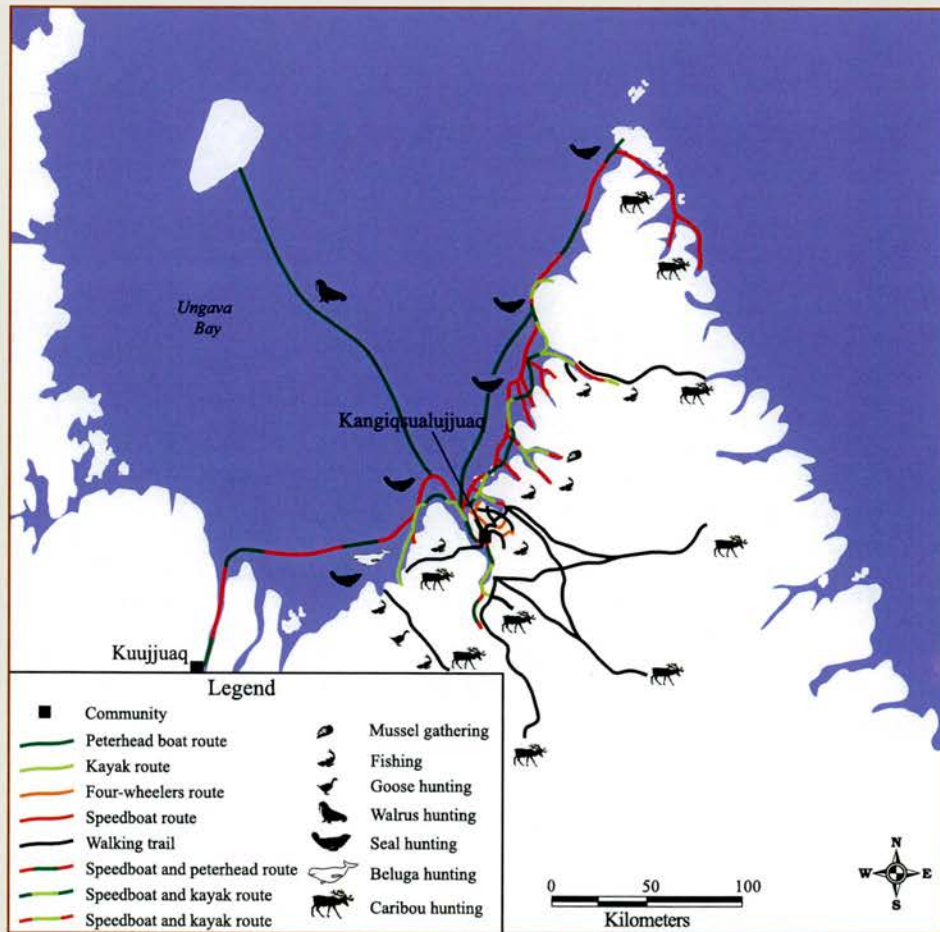 Ungava
Bay
Kangiqsualujjuaq
Kuujjuaq
Legend
Community
Peterhead boat route
Kayak route
Four-wheelers route
Speedboat route
Walking trail
Speedboat and peterhead route
Speedboat and kayak route
Speedboat and kayak route
Mussel gathering
Fishing
Goose hunting
Walrus hunting
Seal hunting
Beluga hunting
Caribou hunting
0 50 100
Kilometers
N
W E
S